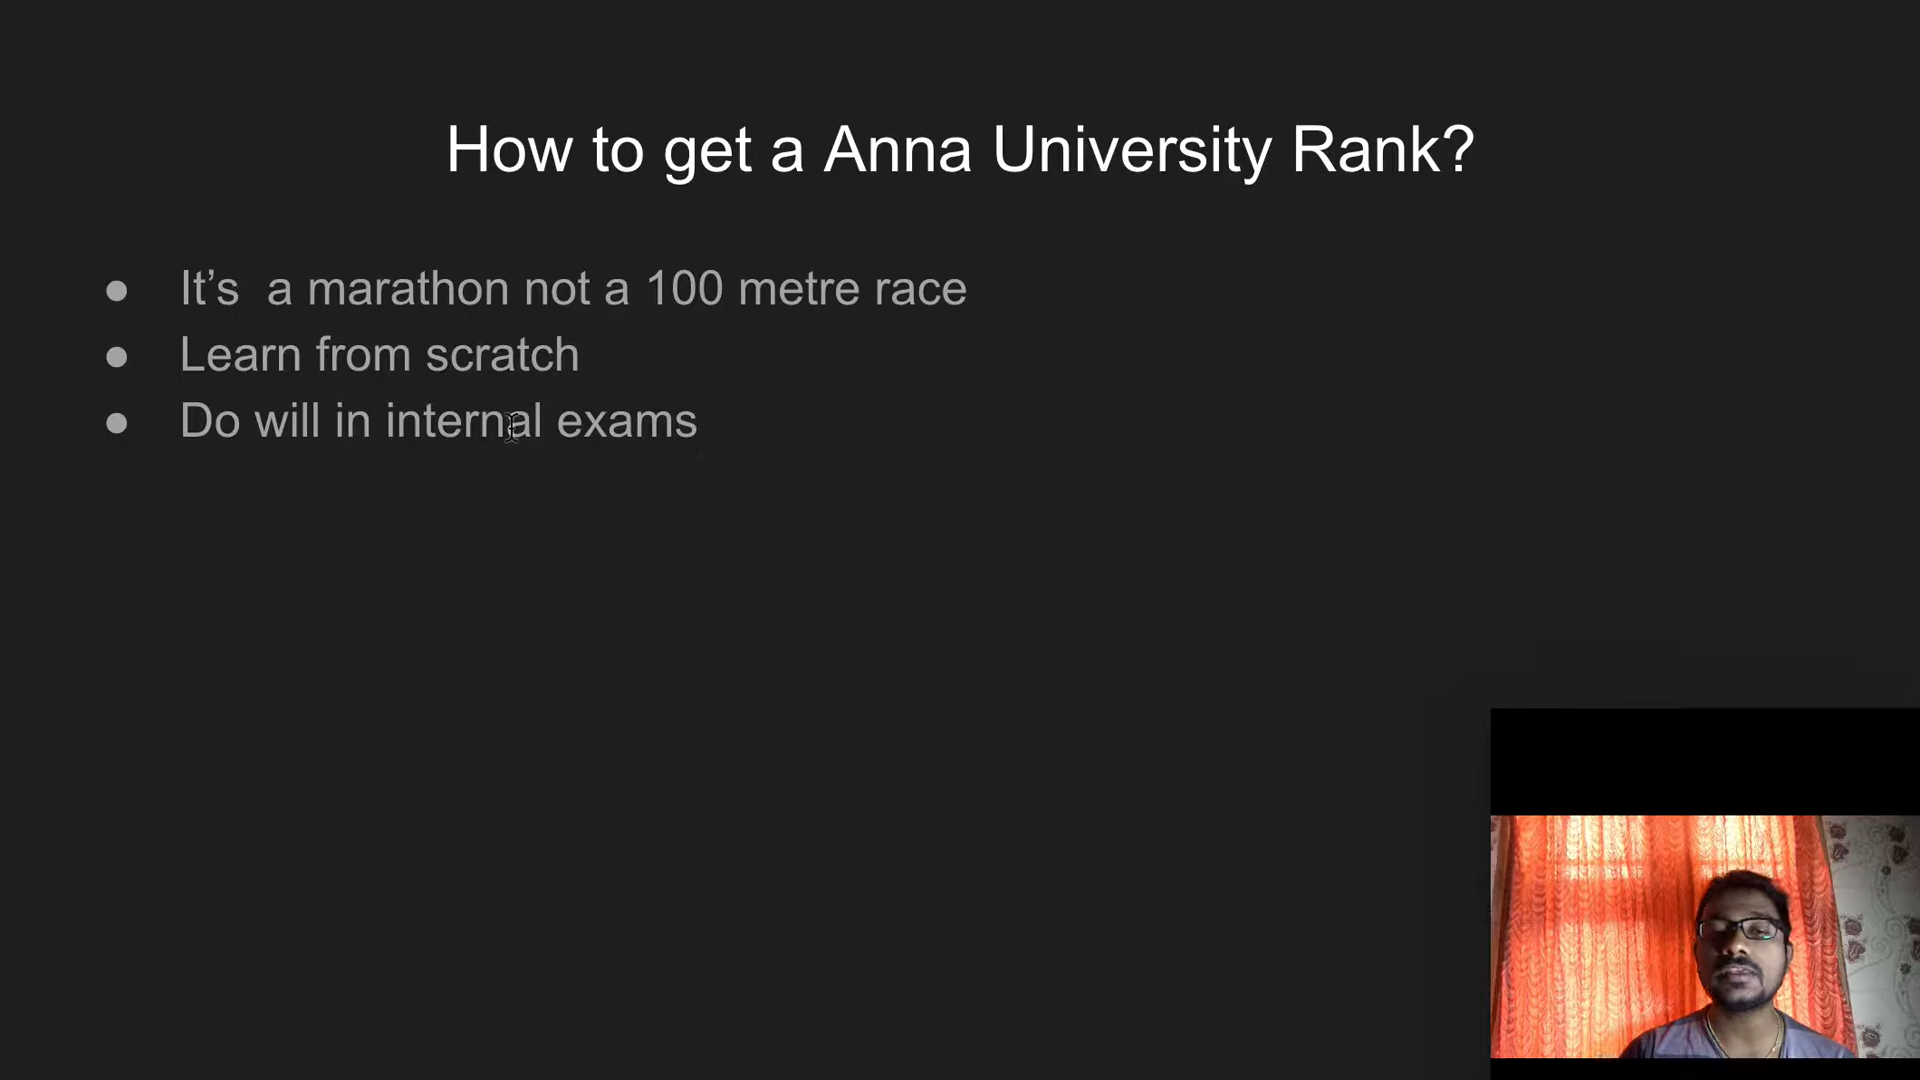 How to get a Anna University Rank?
● It’s  a marathon not a 100 metre race
● Learn from scratch
● Do will in internal exams